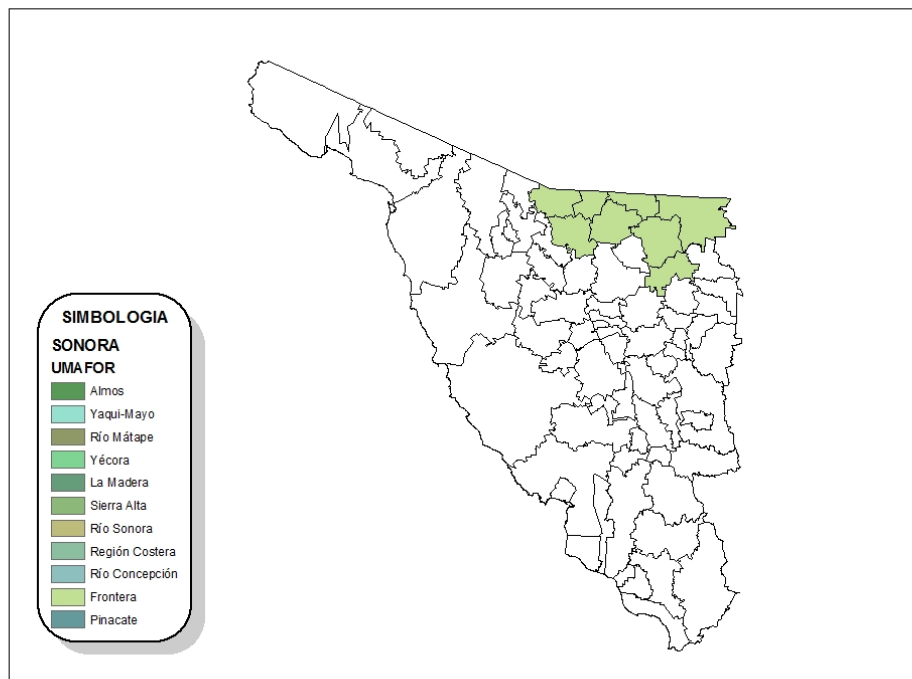 SIMBOLOGIA
SONORA
UMAFOR
Almos
Yaqui-Mayo
Río Mátape
Yécora
La Madera
Sierra Alta
Río Sonora
Región Costera
Río Concepción
Frontera
Pinacate